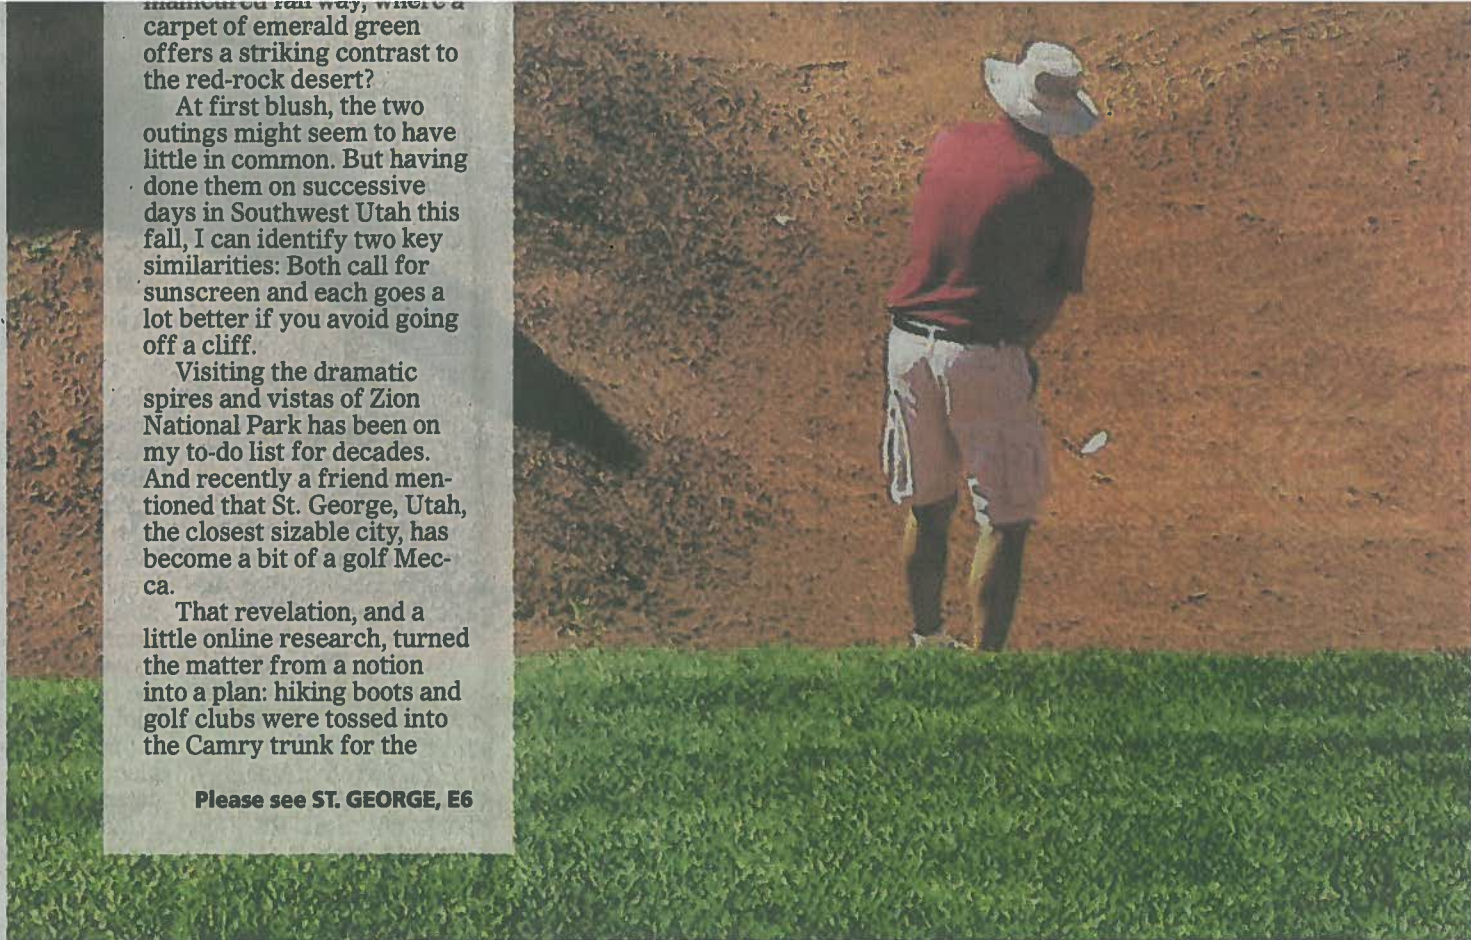 manicured fairway, where a
carpet of emerald green
offers a striking contrast to
the red-rock desert?
At first blush, the two
outings might seem to have
little in common. But having
done them on successive
days in Southwest Utah this
fall, I can identify two key
similarities: Both call for
sunscreen and each goes a
lot better if you avoid going
off a cliff.
Visiting the dramatic
spires and vistas of Zion
National Park has been on
my to-do list for decades.
And recently a friend men-
tioned that St. George, Utah,
the closest sizable city, has
become a bit of a golf Mec-
ca.
That revelation, and a
little online research, turned
the matter from a notion
into a plan: hiking boots and
golf clubs were tossed into
the Camry trunk for the
Please see ST. GEORGE, E6